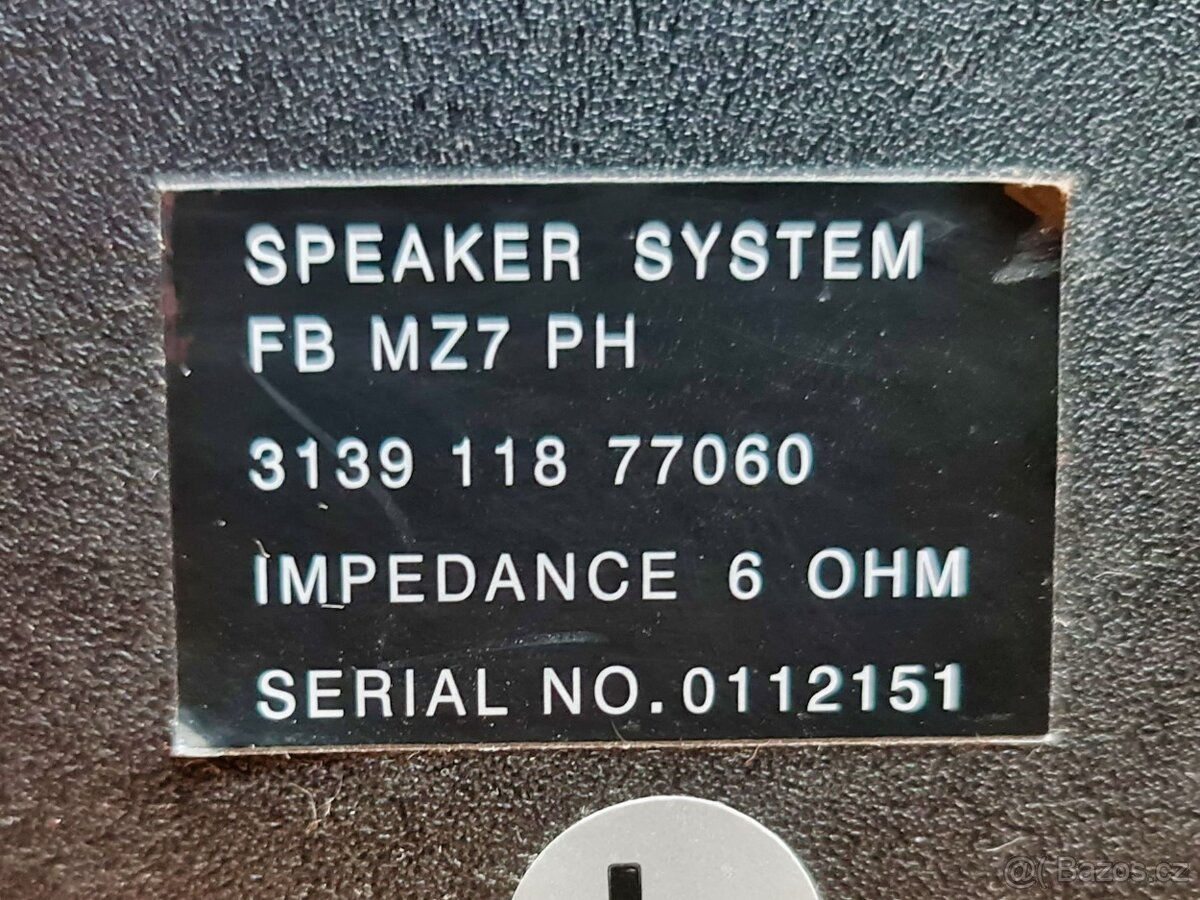 SPEAKER SYSTEM
FB MZ7 PH
3139 118 77060
IMPEDANCE 6 OHM
SERIAL NO.0112151
L
@( Bazos.cz